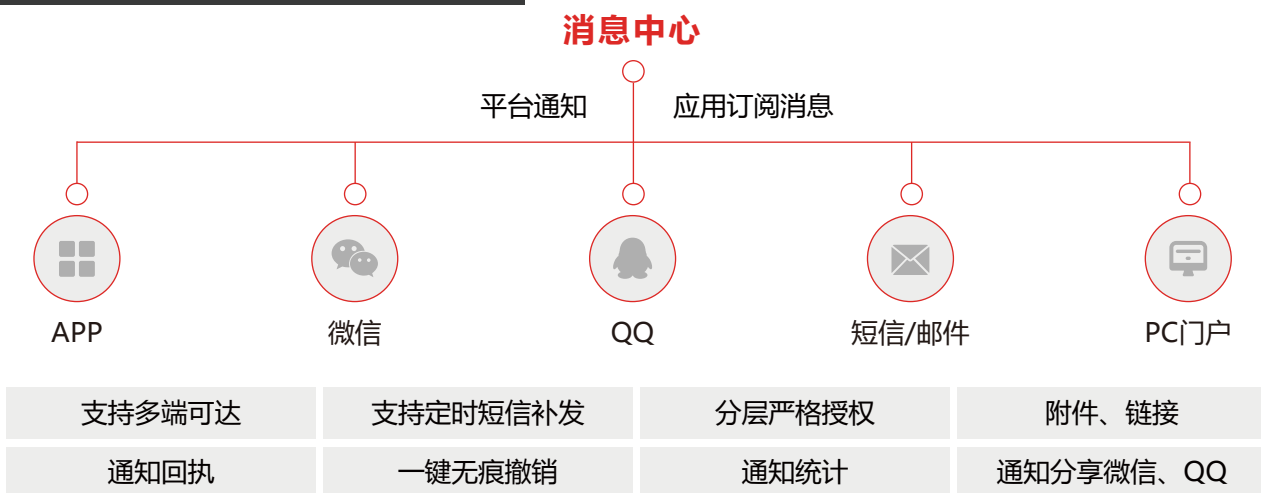 消息中心
平台通知 应用订阅消息
APP 微信 QQ 短信/邮件 PC门户
支持多端可达 支持定时短信补发 分层严格授权 附件、链接
通知回执 一键无痕撤销 通知统计 通知分享微信、QQ